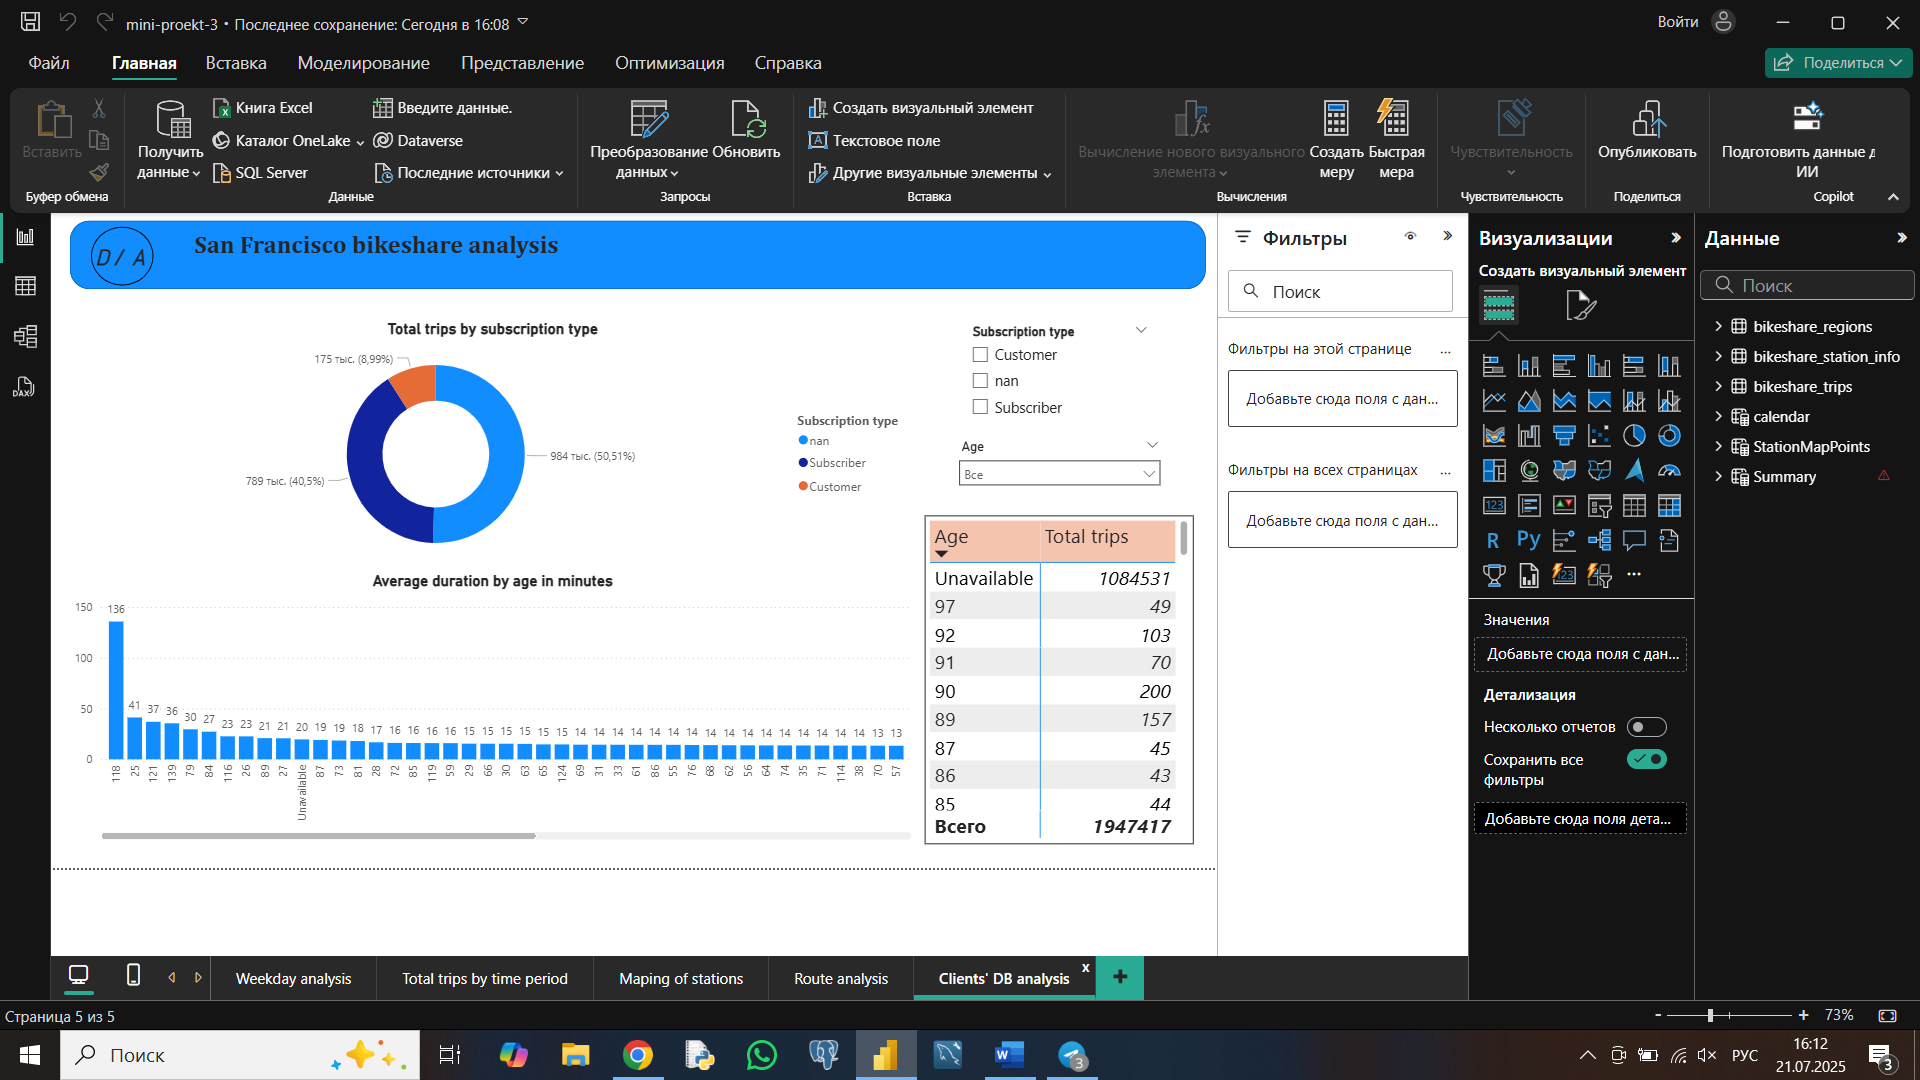 mini-proekt-3 • Последнее сохранение: Сегодня в 16:08
Войти
Файл
Главная
Вставка
Моделирование
Представление
Оптимизация
Справка
Поделиться
Вставить
Буфер обмена
Получить данные
Книга Excel
Каталог OneLake
SQL Server
Введите данные.
Dataverse
Последние источники
Данные
Преобразование данных
Обновить
Запросы
Создать визуальный элемент
Текстовое поле
Другие визуальные элементы
Вставка
Вычисление нового визуального элемента
Создать меру
Быстрая мера
Вычисления
Чувствительность
Чувствительность
Опубликовать
Поделиться
Подготовить данные д
ИИ
Copilot
D / A
San Francisco bikeshare analysis
Total trips by subscription type
175 тыс. (8,99%)
984 тыс. (50,51%)
789 тыс. (40,5%)
Subscription type
nan
Subscriber
Customer
Subscription type
Customer
nan
Subscriber
Age
Все
Average duration by age in minutes
150
100
50
0
136 41 37 36 30 27 23 23 21 21 20 19 19 18 17 16 16 16 16 15 15 15 15 15 15 14 14 14 14 14 14 14 14 14 14 14 14 14 14 14 14 13 13
118 25 121 139 79 84 116 26 89 27 Unavailable 87 73 81 28 72 85 119 59 29 66 30 63 65 124 69 31 33 61 86 55 76 68 62 56 64 74 35 71 114 38 70 57
Age Total trips
Unavailable 1084531
97 49
92 103
91 70
90 200
89 157
87 45
86 43
85 44
Всего 1947417
Фильтры
Поиск
Фильтры на этой странице ...
Добавьте сюда поля с дан...
Фильтры на всех страницах ...
Добавьте сюда поля с дан...
Визуализации
Создать визуальный элемент
R
Py
123
123
Значения
Добавьте сюда поля с дан...
Детализация
Несколько отчетов
Сохранить все фильтры
Добавьте сюда поля дета...
Данные
Поиск
bikeshare_regions
bikeshare_station_info
bikeshare_trips
calendar
StationMapPoints
Summary
DAX
Weekday analysis
Total trips by time period
Maping of stations
Route analysis
Clients' DB analysis
x
+
Страница 5 из 5
- + 73%
Поиск
3
РУС
16:12
21.07.2025
3